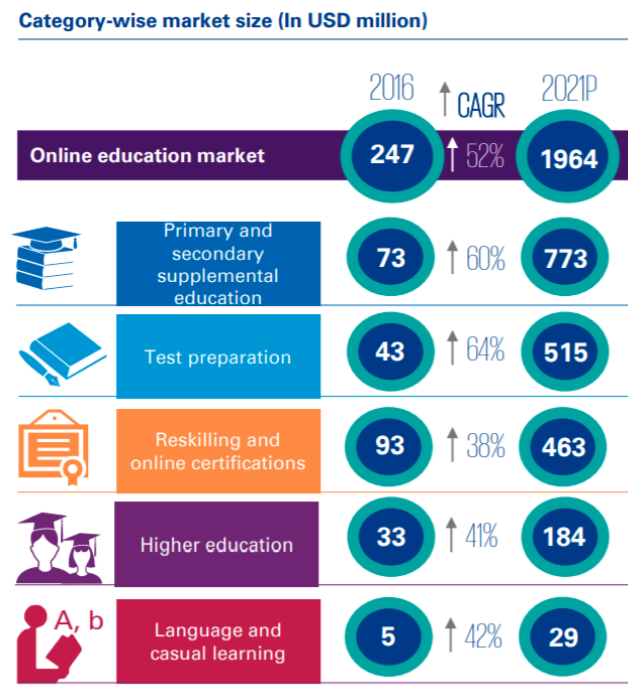 Category-wise market size (In USD million)
2016 CAGR 2021P
Online education market 247 52% 1964
Primary and
secondary
supplemental
education
73 60% 773
Test preparation 43 64% 515
Reskilling and
online certifications
93 38% 463
Higher education 33 41% 184
A, b
Language and
casual learning
5 42% 29